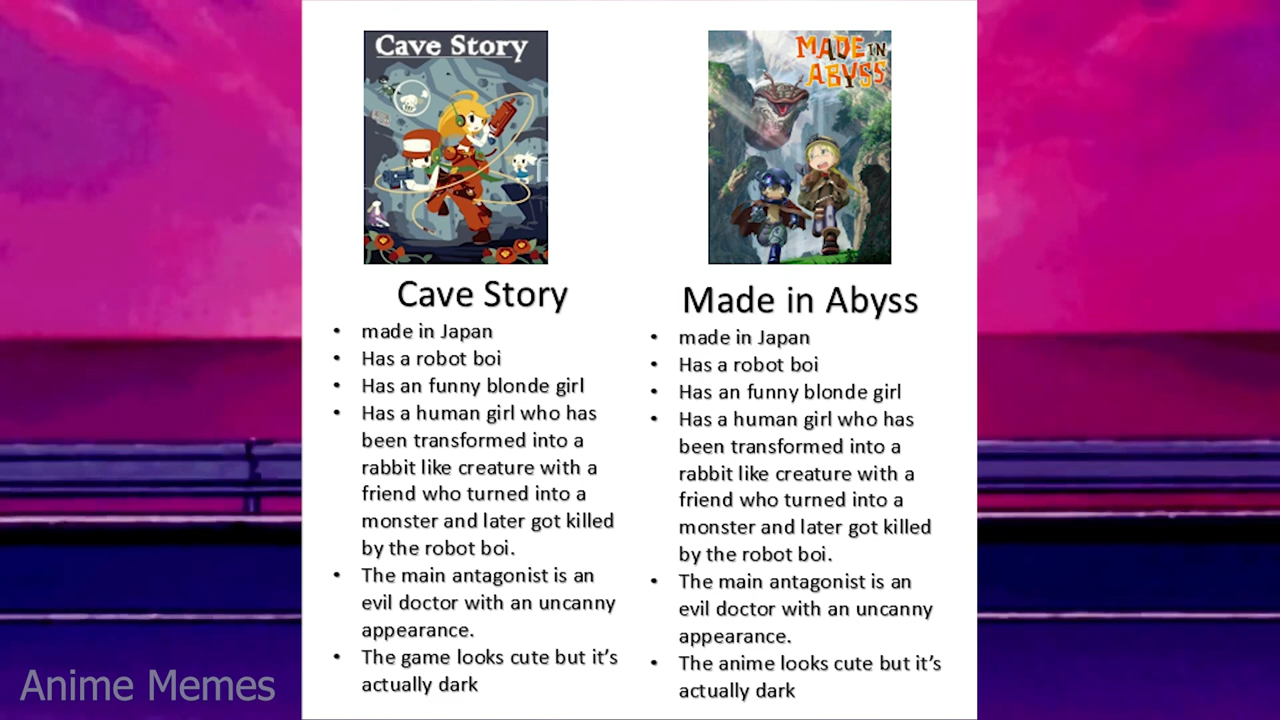 Cave Story
Cave Story
• made in Japan
• Has a robot boi
• Has an funny blonde girl
• Has a human girl who has
been transformed into a
rabbit like creature with a
friend who turned into a
monster and later got killed
by the robot boi.
• The main antagonist is an
evil doctor with an uncanny
appearance.
• The game looks cute but it’s
actually dark
MADE IN
ABYSS
Made in Abyss
• made in Japan
• Has a robot boi
• Has an funny blonde girl
• Has a human girl who has
been transformed into a
rabbit like creature with a
friend who turned into a
monster and later got killed
by the robot boi.
• The main antagonist is an
evil doctor with an uncanny
appearance.
• The anime looks cute but it’s
actually dark
Anime Memes